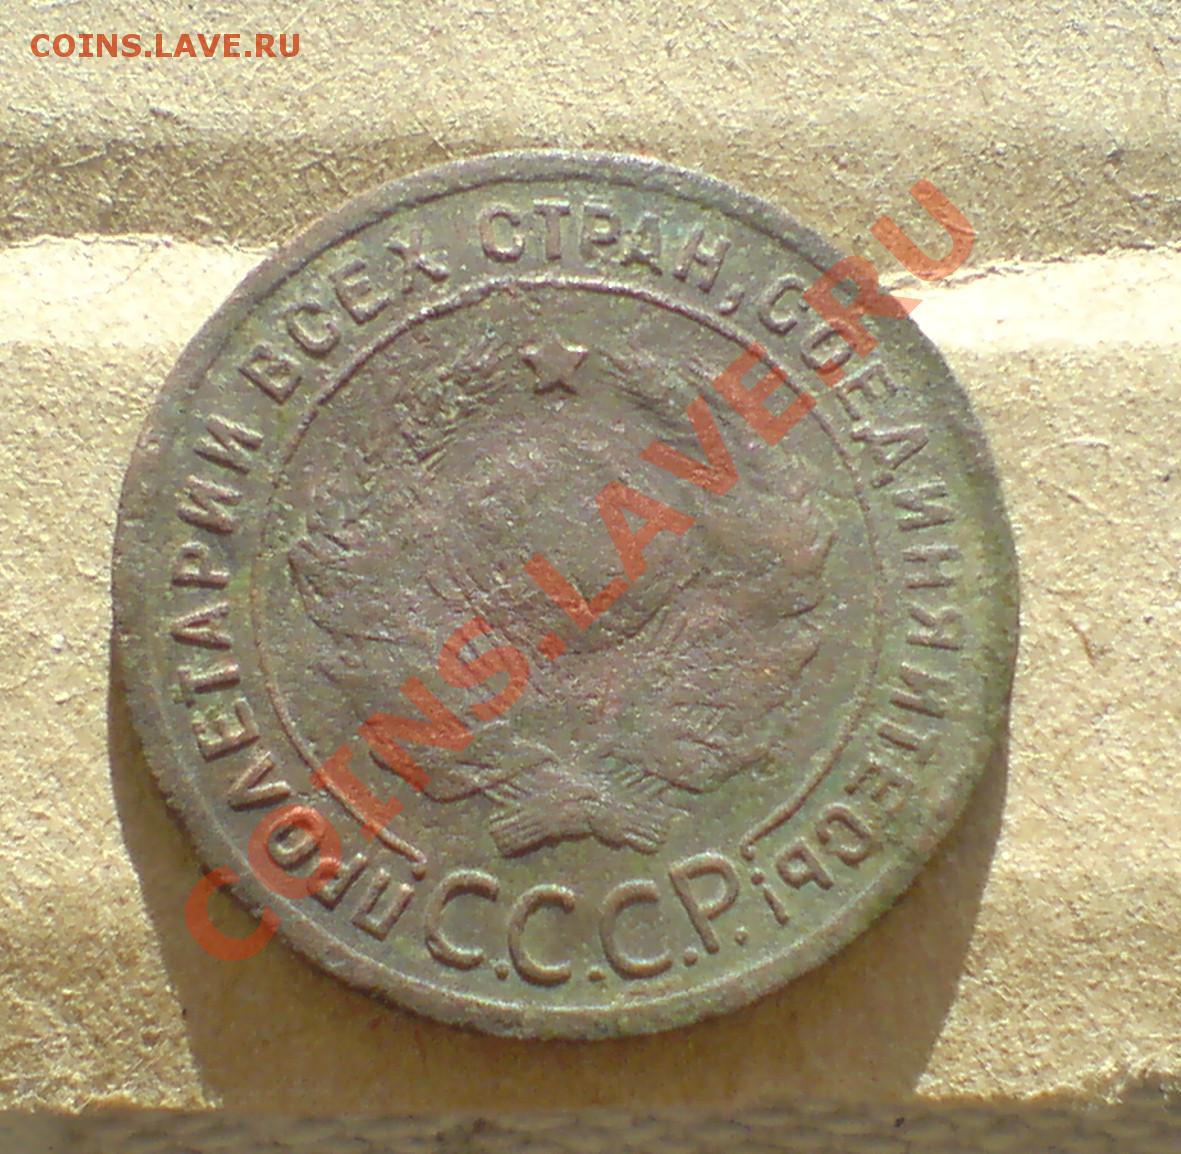 COINS.LAVE.RU
ПРОЛЕТАРИИ ВСЕХ СТРАН, СОЕДИНЯЙТЕСЬ!
С.С.С.Р.
COINS.LAVE.RU